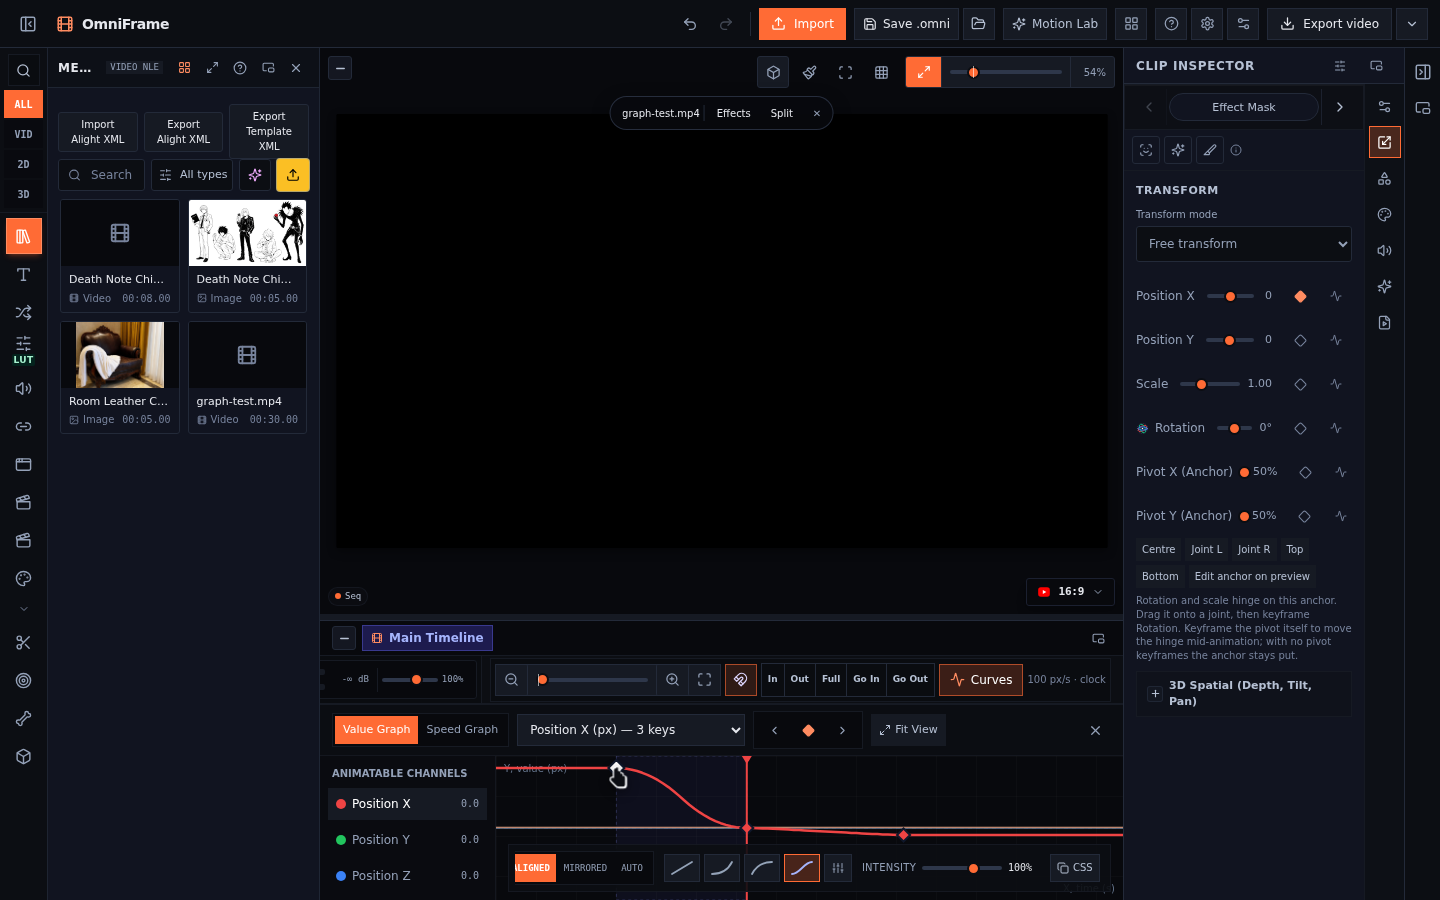 OmniFrame
Import
Save .omni
Motion Lab
Export video
ME...
VIDEO NLE
ALL
VID
2D
3D
LUT
Import
Alight XML
Export
Alight XML
Export
Template
XML
Search
All types
Death Note Chi...
Video 00:08.00
Death Note Chi...
Image 00:05.00
Room Leather C...
Image 00:05.00
graph-test.mp4
Video 00:30.00
54%
graph-test.mp4 Effects Split ×
Seq
16:9
Main Timeline
-∞ dB
100%
In
Out
Full
Go In
Go Out
Curves
100 px/s · clock
Value Graph
Speed Graph
Position X (px) — 3 keys
Fit View
ANIMATABLE CHANNELS
Position X 0.0
Position Y 0.0
Position Z 0.0
Y, value (px)
LIGNED
MIRRORED
AUTO
INTENSITY
100%
CSS
CLIP INSPECTOR
Effect Mask
TRANSFORM
Transform mode
Free transform
Position X 0
Position Y 0
Scale 1.00
Rotation 0°
Pivot X (Anchor) 50%
Pivot Y (Anchor) 50%
Centre
Joint L
Joint R
Top
Bottom
Edit anchor on preview
Rotation and scale hinge on this anchor.
Drag it onto a joint, then keyframe
Rotation. Keyframe the pivot itself to move
the hinge mid-animation; with no pivot
keyframes the anchor stays put.
3D Spatial (Depth, Tilt,
Pan)